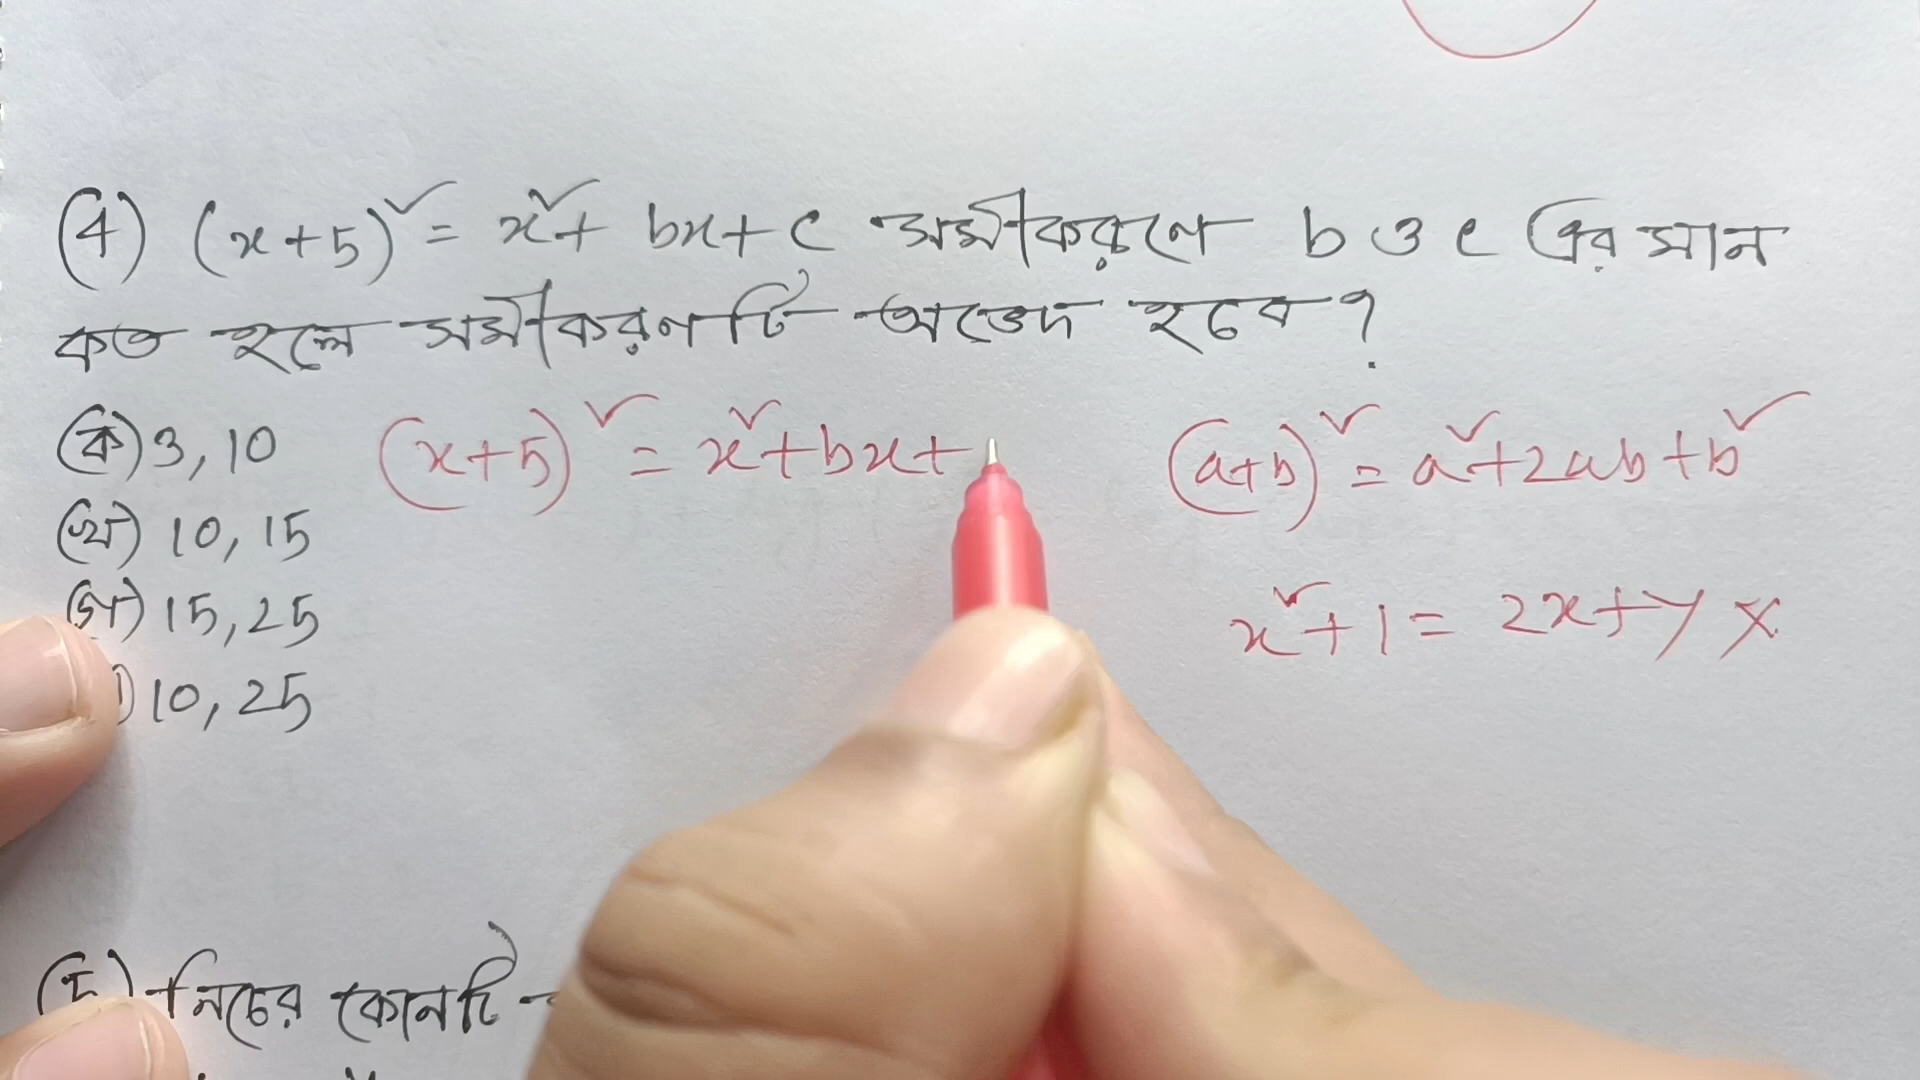 (4) (x+5)² = x²+ bx+c সমীকরণে b ও c এর মান
কত হলে সমীকরণটি অভেদ হবে?
(ক) 3, 10
(x+5)² = x²+bx+
(a+b)² = a²+2ab+b²
(খ) 10, 15
(গ) 15, 25
x²+1 = 2x+y x
10, 25
(5) নিচের কোনটি